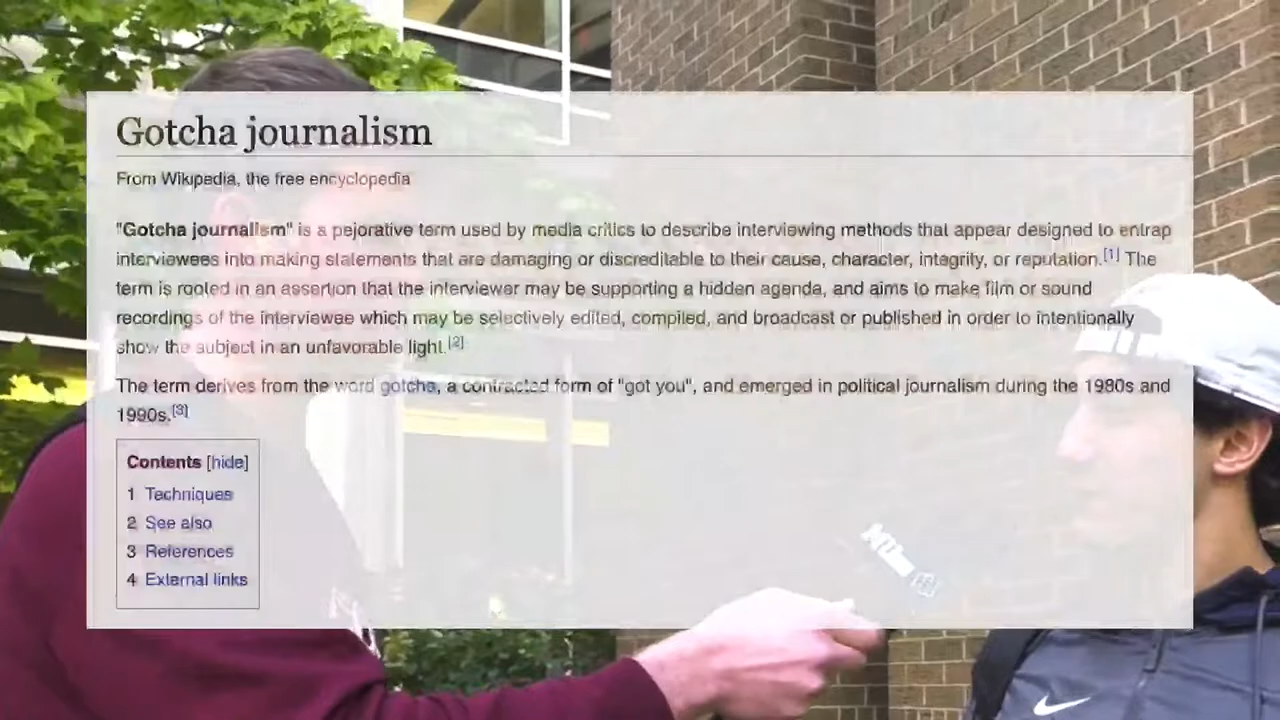 Gotcha journalism
From Wikipedia, the free encyclopedia
"Gotcha journalism" is a pejorative term used by media critics to describe interviewing methods that appear designed to entrap
interviewees into making statements that are damaging or discreditable to their cause, character, integrity, or reputation.[1] The
term is rooted in an assertion that the interviewer may be supporting a hidden agenda, and aims to make film or sound
recordings of the interviewee which may be selectively edited, compiled, and broadcast or published in order to intentionally
show the subject in an unfavorable light.[2]
The term derives from the word gotcha, a contracted form of "got you", and emerged in political journalism during the 1980s and
1990s.[3]
Contents [hide]
1 Techniques
2 See also
3 References
4 External links